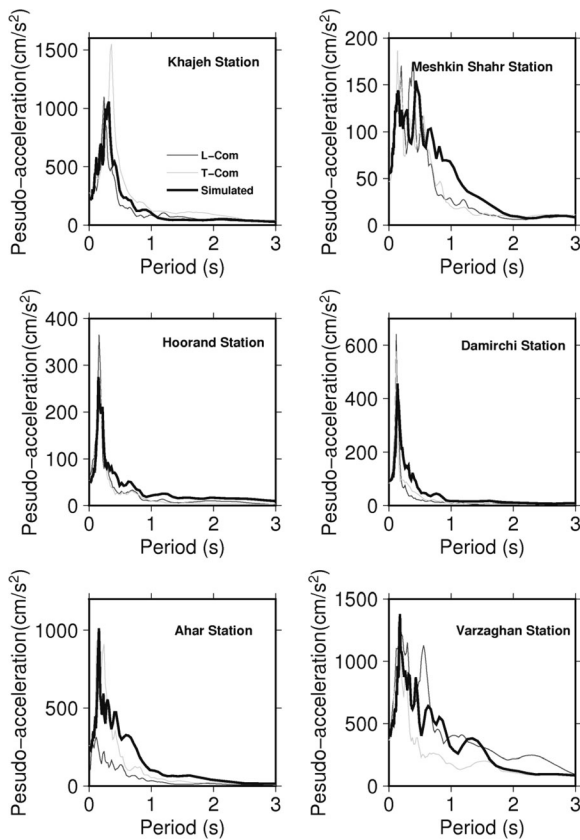 Pesudo-acceleration(cm/s²)
1500
1000
500
0
Khajeh Station
L-Com
T-Com
Simulated
0 1 2 3
Period (s)
Pesudo-acceleration(cm/s²)
200
150
100
50
0
Meshkin Shahr Station
0 1 2 3
Period (s)
Pesudo-acceleration(cm/s²)
400
300
200
100
0
Hoorand Station
0 1 2 3
Period (s)
Pesudo-acceleration(cm/s²)
600
400
200
0
Damirchi Station
0 1 2 3
Period (s)
Pesudo-acceleration(cm/s²)
1000
500
0
Ahar Station
0 1 2 3
Period (s)
Pesudo-acceleration(cm/s²)
1500
1000
500
0
Varzaghan Station
0 1 2 3
Period (s)